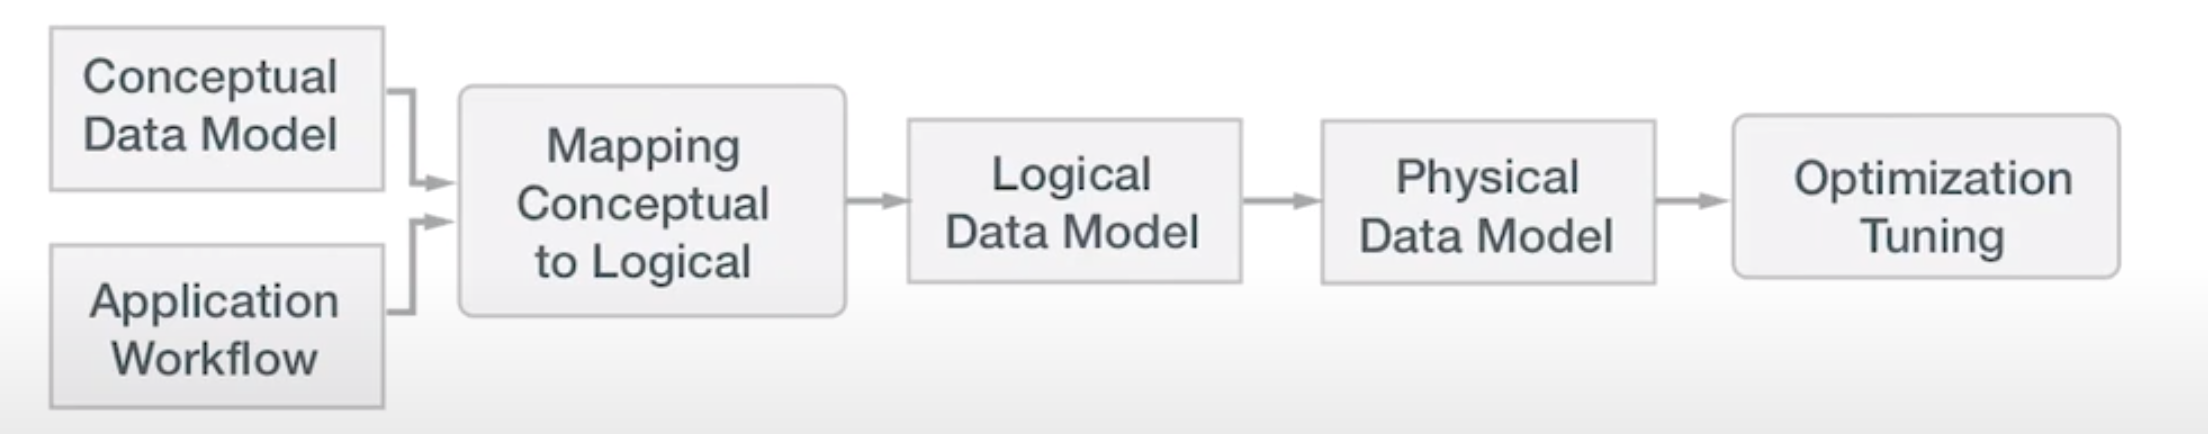 Conceptual
Data Model
Application
Workflow
Mapping
Conceptual
to Logical
Logical
Data Model
Physical
Data Model
Optimization
Tuning